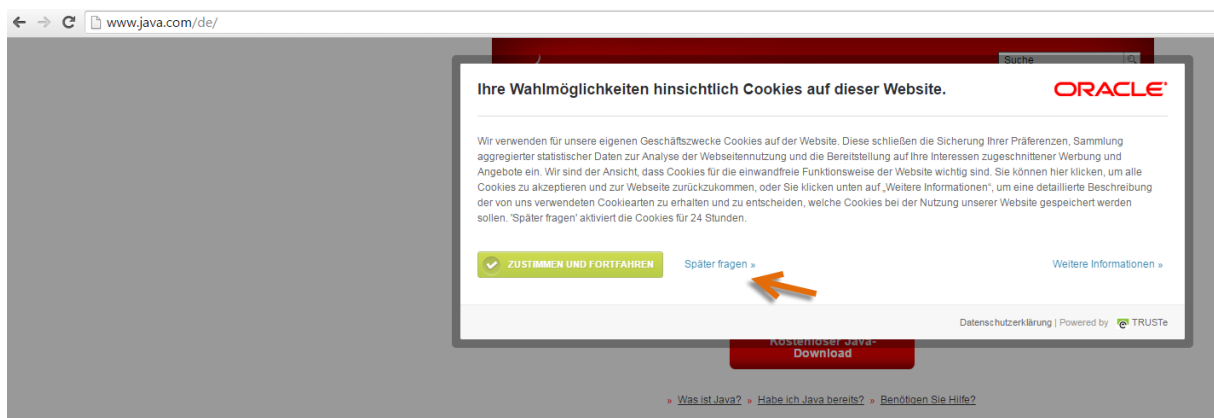 www.java.com/de/
Suche
Ihre Wahlmöglichkeiten hinsichtlich Cookies auf dieser Website.
ORACLE
Wir verwenden für unsere eigenen Geschäftszwecke Cookies auf der Website. Diese schließen die Sicherung Ihrer Präferenzen, Sammlung
aggregierter statistischer Daten zur Analyse der Webseitennutzung und die Bereitstellung auf Ihre Interessen zugeschnittener Werbung und
Angebote ein. Wir sind der Ansicht, dass Cookies für die einwandfreie Funktionsweise der Website wichtig sind. Sie können hier klicken, um alle
Cookies zu akzeptieren und zur Webseite zurückzukommen, oder Sie klicken unten auf „Weitere Informationen“, um eine detaillierte Beschreibung
der von uns verwendeten Cookiearten zu erhalten und zu entscheiden, welche Cookies bei der Nutzung unserer Website gespeichert werden
sollen. 'Später fragen' aktiviert die Cookies für 24 Stunden.
ZUSTIMMEN UND FORTFAHREN Später fragen » Weitere Informationen »
Datenschutzerklärung | Powered by TRUSTe
Kostenloser Java-
Download
» Was ist Java? » Habe ich Java bereits? » Benötigen Sie Hilfe?